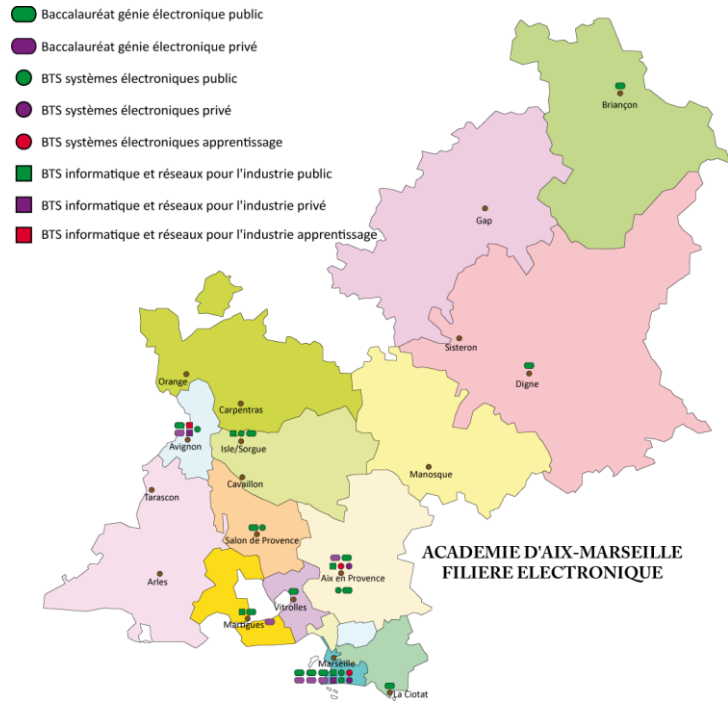 Baccalauréat génie électronique public
Baccalauréat génie électronique privé
BTS systèmes électroniques public
BTS systèmes électroniques privé
BTS systèmes électroniques apprentissage
BTS informatique et réseaux pour l'industrie public
BTS informatique et réseaux pour l'industrie privé
BTS informatique et réseaux pour l'industrie apprentissage
Briançon
Gap
Sisteron
Digne
Orange
Carpentras
Avignon
Isle/Sorgue
Cavaillon
Manosque
Tarascon
Salon de Provence
ACADEMIE D'AIX-MARSEILLE
FILIERE ELECTRONIQUE
Arles
Aix en Provence
Vitrolles
Martigues
Marseille
La Ciotat